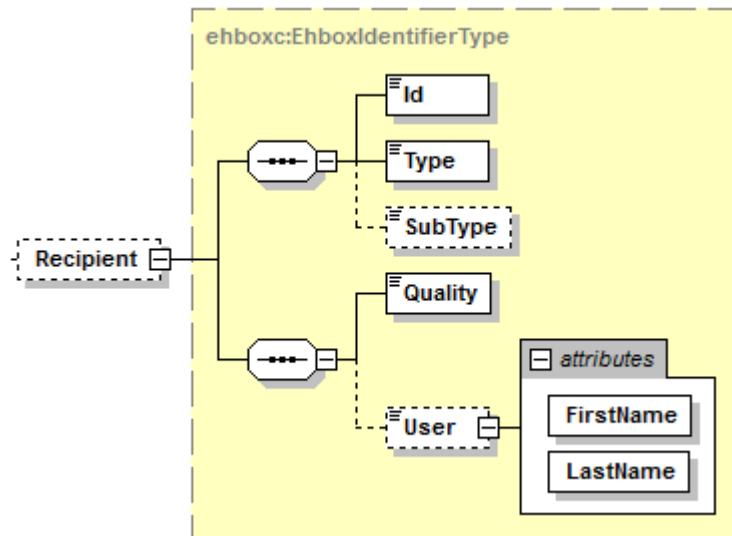 ehboxc:EhboxIdentifierType
Id
Type
SubType
Recipient
Quality
attributes
FirstName
User
LastName